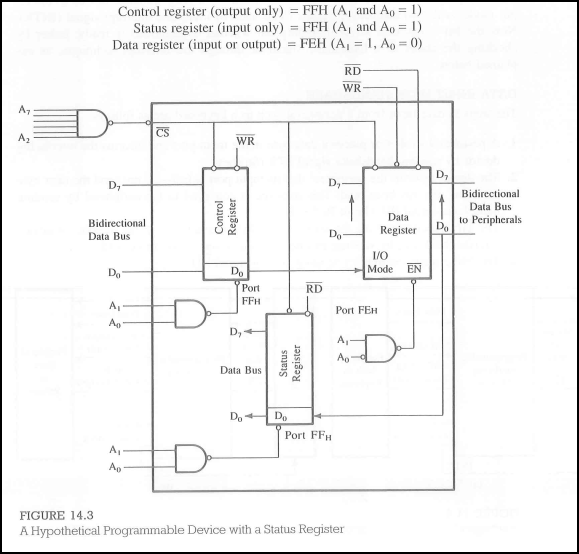 Control register (output only) = FFH (A₁ and A₀ = 1)
Status register (input only) = FFH (A₁ and A₀ = 1)
Data register (input or output) = FEH (A₁ = 1, A₀ = 0)
RD
WR
A₇
A₂
CS
WR
D₇
D₇
D₇
Bidirectional
Data Bus
to Peripherals
Control
Register
Bidirectional
Data Bus
Data
Register
D₀
D₀
D₀
D₀
I/O
Mode
EN
Port
FFH
RD
A₁
A₀
Port FEH
D₇
A₁
A₀
Data Bus
Status
Register
D₀
D₀
Port FFH
A₁
A₀
FIGURE 14.3
A Hypothetical Programmable Device with a Status Register